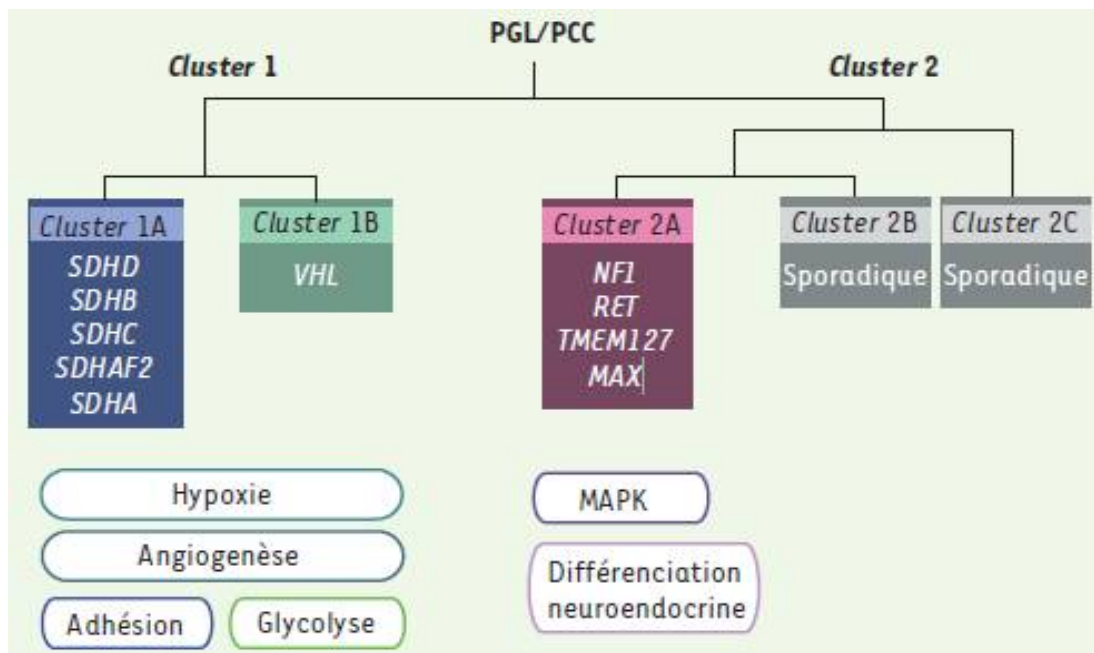 PGL/PCC
Cluster 1
Cluster 2
Cluster 1A
SDHD
SDHB
SDHC
SDHAF2
SDHA
Cluster 1B
VHL
Cluster 2A
NF1
RET
TMEM127
MAX
Cluster 2B
Sporadique
Cluster 2C
Sporadique
Hypoxie
Angiogenèse
Adhésion
Glycolyse
MAPK
Différenciation
neuroendocrine